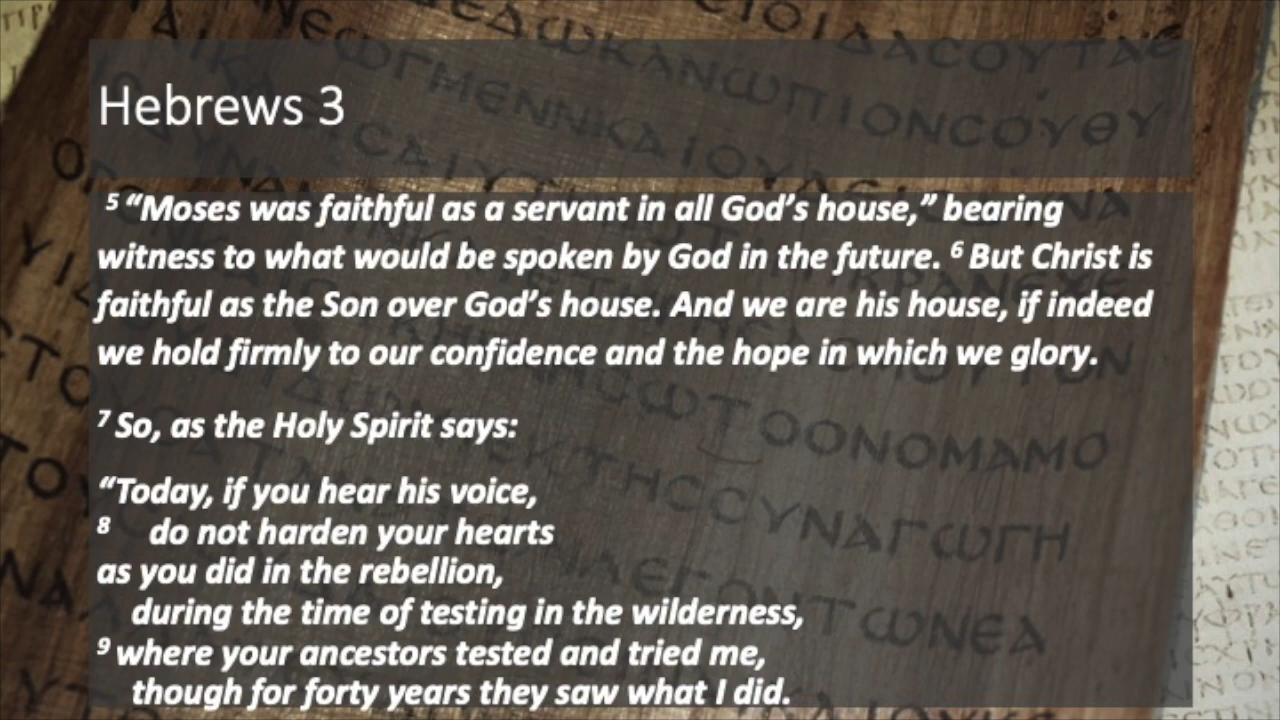 Hebrews 3
5 “Moses was faithful as a servant in all God’s house,” bearing
witness to what would be spoken by God in the future. 6 But Christ is
faithful as the Son over God’s house. And we are his house, if indeed
we hold firmly to our confidence and the hope in which we glory.
7 So, as the Holy Spirit says:
“Today, if you hear his voice,
8 do not harden your hearts
as you did in the rebellion,
during the time of testing in the wilderness,
9 where your ancestors tested and tried me,
though for forty years they saw what I did.